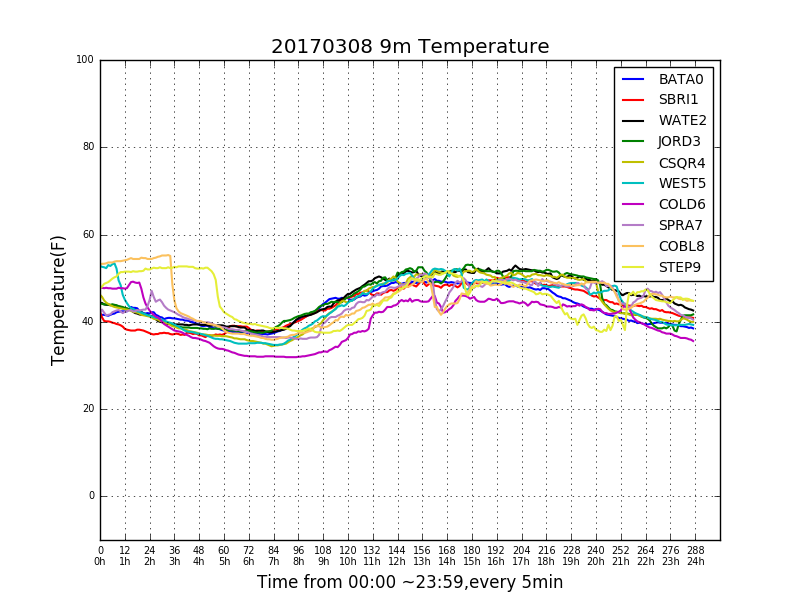 20170308 9m Temperature
100
80
60
40
20
0
Temperature(F)
BATA0
SBRI1
WATE2
JORD3
CSQR4
WEST5
COLD6
SPRA7
COBL8
STEP9
0 12 24 36 48 60 72 84 96 108 120 132 144 156 168 180 192 204 216 228 240 252 264 276 288
0h 1h 2h 3h 4h 5h 6h 7h 8h 9h 10h 11h 12h 13h 14h 15h 16h 17h 18h 19h 20h 21h 22h 23h 24h
Time from 00:00 ~23:59,every 5min